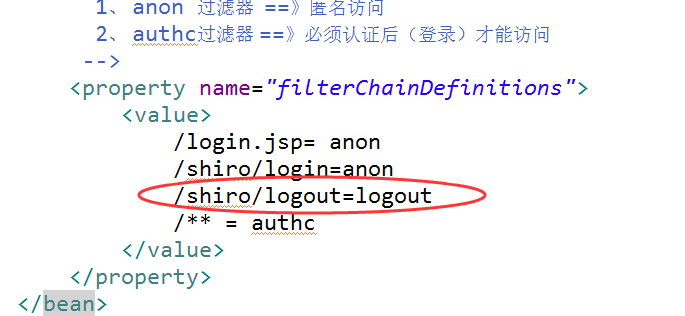 1、 anon 过滤器 ==》匿名访问
2、authc过滤器 ==》必须认证后（登录）才能访问
-->
<property name="filterChainDefinitions">
<value>
/login.jsp= anon
/shiro/login=anon
/shiro/logout=logout
/** = authc
</value>
</property>
</bean>